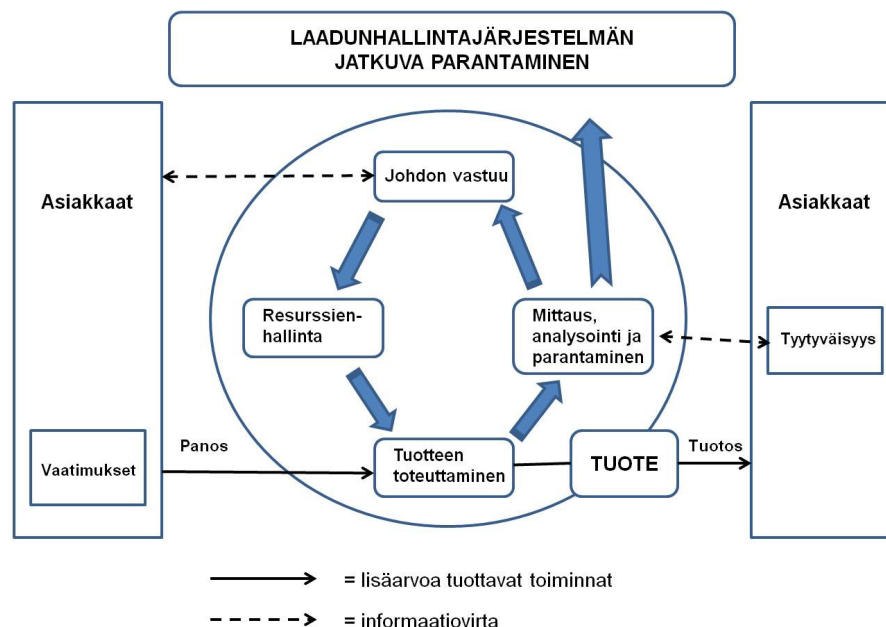 LAADUNHALLINTAJÄRJESTELMÄN
JATKUVA PARANTAMINEN
Asiakkaat
Johdon vastuu
Asiakkaat
Resurssien-
hallinta
Mittaus,
analysointi ja
parantaminen
Tyytyväisyys
Vaatimukset
Panos
Tuotteen
toteuttaminen
TUOTE
Tuotos
= lisäarvoa tuottavat toiminnat
= informaatiovirta